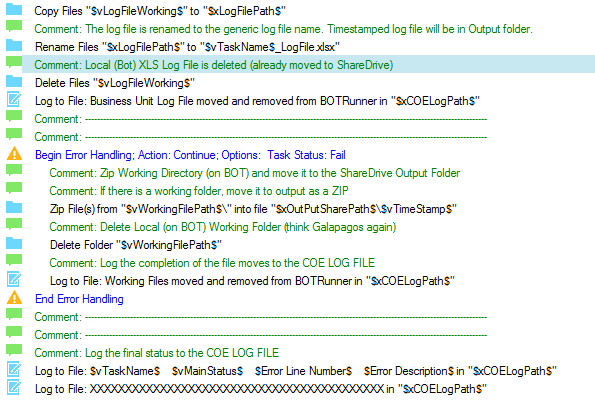 Copy Files "$vLogFileWorking$" to "$xLogFilePath$"
Comment: The log file is renamed to the generic log file name. Timestamped log file will be in Output folder.
Rename Files "$xLogFilePath$" to "$vTaskName$_LogFile.xlsx"
Comment: Local (Bot) XLS Log File is deleted (already moved to ShareDrive)
Delete Files "$vLogFileWorking$"
Log to File: Business Unit Log File moved and removed from BOTRunner in "$xCOELogPath$"
Comment: ----------------------------------------------------------------------------------------------------
Comment: ----------------------------------------------------------------------------------------------------
Begin Error Handling; Action: Continue; Options: Task Status: Fail
Comment: Zip Working Directory (on BOT) and move it to the ShareDrive Output Folder
Comment: If there is a working folder, move it to output as a ZIP
Zip File(s) from "$vWorkingFilePath$\" into file "$xOutPutSharePath$\$vTimeStamp$"
Comment: Delete Local (on BOT) Working Folder (think Galapagos again)
Delete Folder "$vWorkingFilePath$"
Comment: Log the completion of the file moves to the COE LOG FILE
Log to File: Working Files moved and removed from BOTRunner in "$xCOELogPath$"
End Error Handling
Comment: ----------------------------------------------------------------------------------------------------
Comment: ----------------------------------------------------------------------------------------------------
Comment: Log the final status to the COE LOG FILE
Log to File: $vTaskName$ $vMainStatus$ $Error Line Number$ $Error Description$ in "$xCOELogPath$"
Log to File: XXXXXXXXXXXXXXXXXXXXXXXXXXXXXXXXXXXXXXXXXX in "$xCOELogPath$"